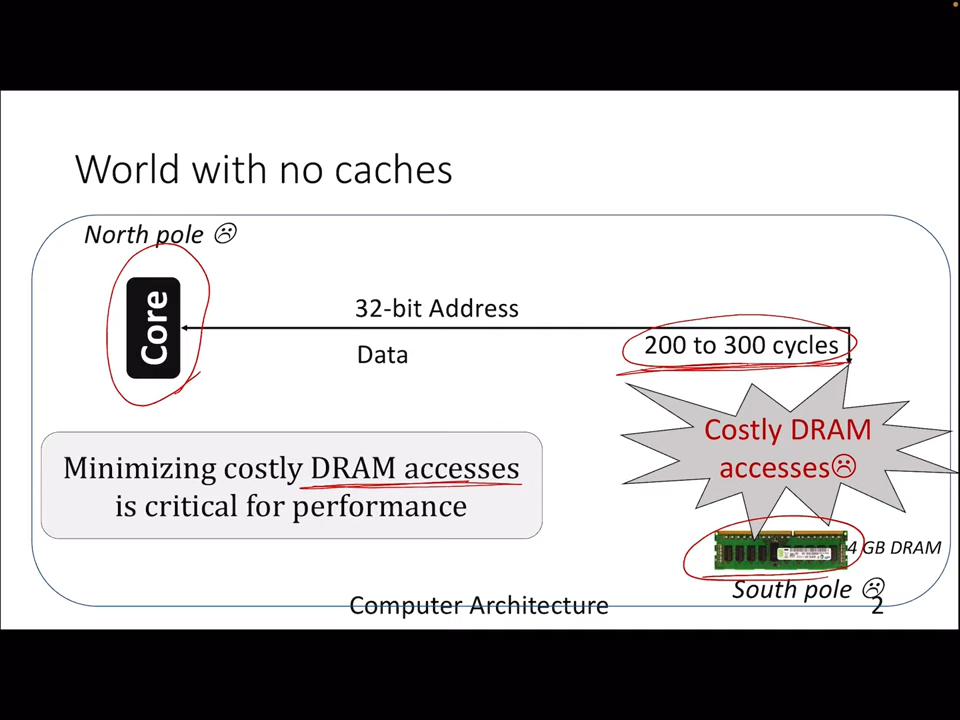 World with no caches
North pole ☹
Core
32-bit Address
Data
200 to 300 cycles
Costly DRAM
accesses☹
Minimizing costly DRAM accesses
is critical for performance
4 GB DRAM
South pole ☹
Computer Architecture
2